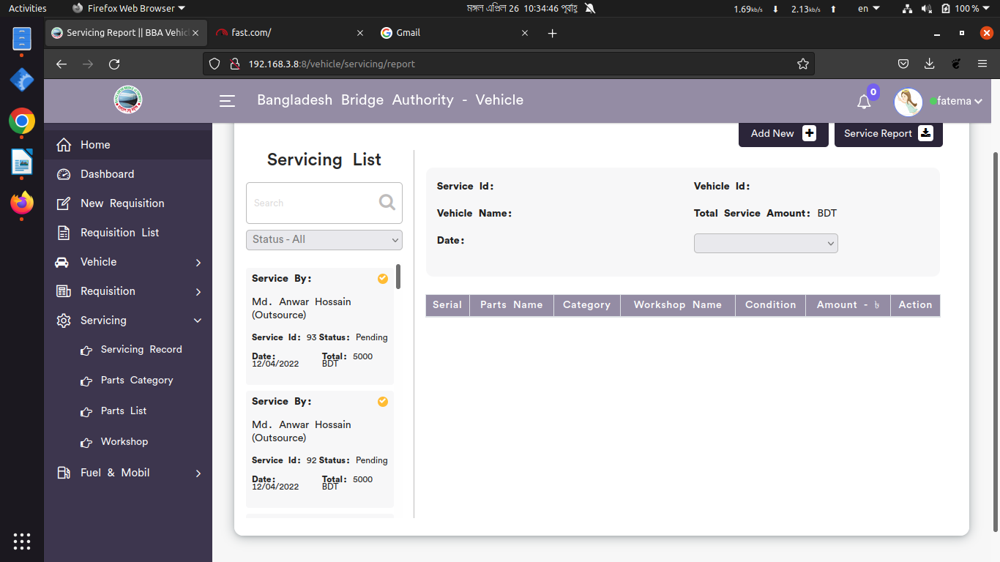 Activities Firefox Web Browser মঙ্গল এপ্রিল 26 10:34:46 পূর্বাহ্ণ 1.69kb/s 2.13kb/s en 100 %
Servicing Report || BBA Vehic fast.com/ Gmail
192.168.3.8:8/vehicle/servicing/report
Bangladesh Bridge Authority - Vehicle 0 fatema
Home
Dashboard
New Requisition
Requisition List
Vehicle
Requisition
Servicing
Servicing Record
Parts Category
Parts List
Workshop
Fuel & Mobil
Add New Service Report
Servicing List
Search
Status - All
Service By:
Md. Anwar Hossain
(Outsource)
Service Id: 93 Status: Pending
Date: Total: 5000
12/04/2022 BDT
Service By:
Md. Anwar Hossain
(Outsource)
Service Id: 92 Status: Pending
Date: Total: 5000
12/04/2022 BDT
Service Id: Vehicle Id:
Vehicle Name: Total Service Amount: BDT
Date:
Serial Parts Name Category Workshop Name Condition Amount - ৳ Action